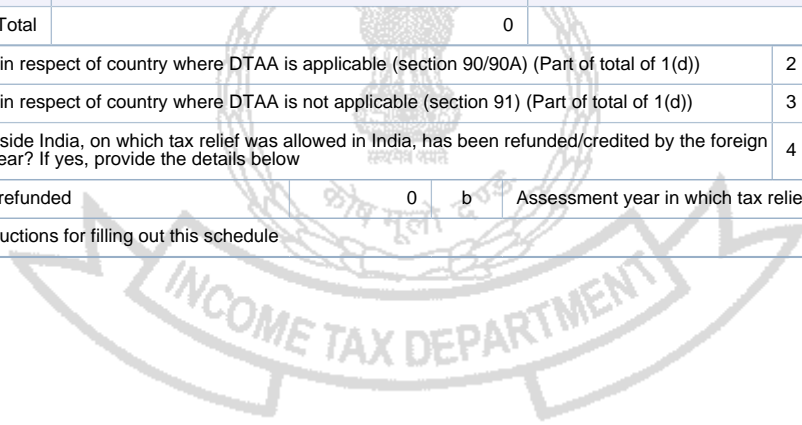 Total 0
in respect of country where DTAA is applicable (section 90/90A) (Part of total of 1(d)) 2
in respect of country where DTAA is not applicable (section 91) (Part of total of 1(d)) 3
side India, on which tax relief was allowed in India, has been refunded/credited by the foreign
ear? If yes, provide the details below 4
सत्यमेव जयते
refunded 0 b Assessment year in which tax relie
कोष मूलो दण्डः
uctions for filling out this schedule
INCOME TAX DEPARTMENT